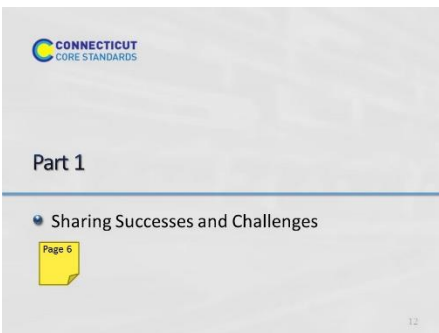 CONNECTICUT
CORE STANDARDS
Part 1
Sharing Successes and Challenges
Page 6
12